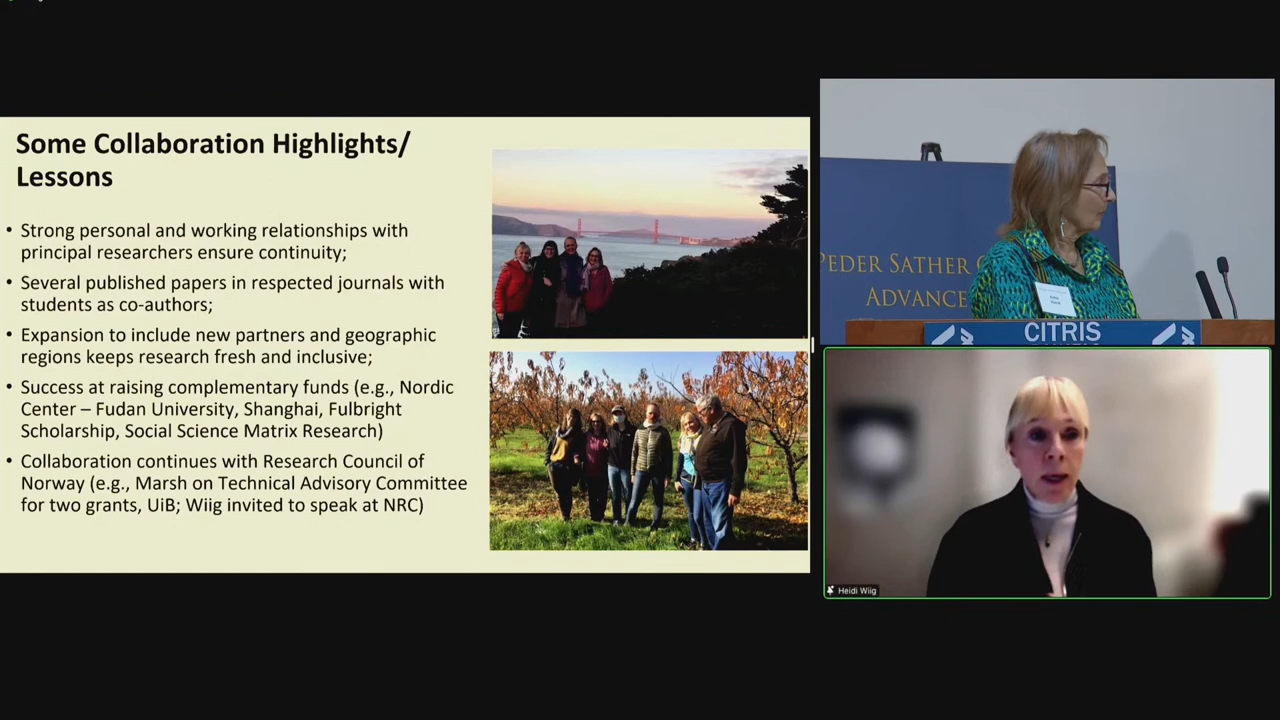 Some Collaboration Highlights/
Lessons
• Strong personal and working relationships with
principal researchers ensure continuity;
• Several published papers in respected journals with
students as co-authors;
• Expansion to include new partners and geographic
regions keeps research fresh and inclusive;
• Success at raising complementary funds (e.g., Nordic
Center – Fudan University, Shanghai, Fulbright
Scholarship, Social Science Matrix Research)
• Collaboration continues with Research Council of
Norway (e.g., Marsh on Technical Advisory Committee
for two grants, UiB; Wiig invited to speak at NRC)
PEDER SATHER
ADVANCE
CITRIS
Heidi Wiig